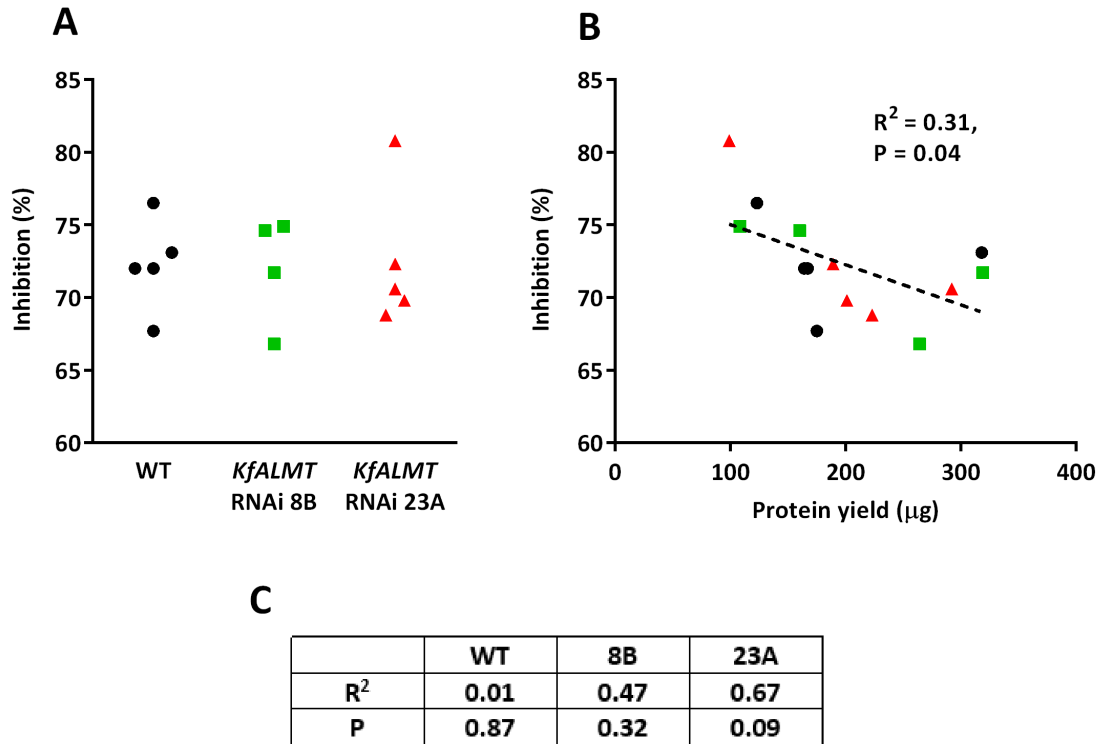 A
85
80
75
70
65
60
Inhibition (%)
WT
KfALMT
RNAi 8B
KfALMT
RNAi 23A
B
85
80
75
70
65
60
Inhibition (%)
R² = 0.31,
P = 0.04
0
100
200
300
400
Protein yield (µg)
C
WT 8B 23A
R² 0.01 0.47 0.67
P 0.87 0.32 0.09